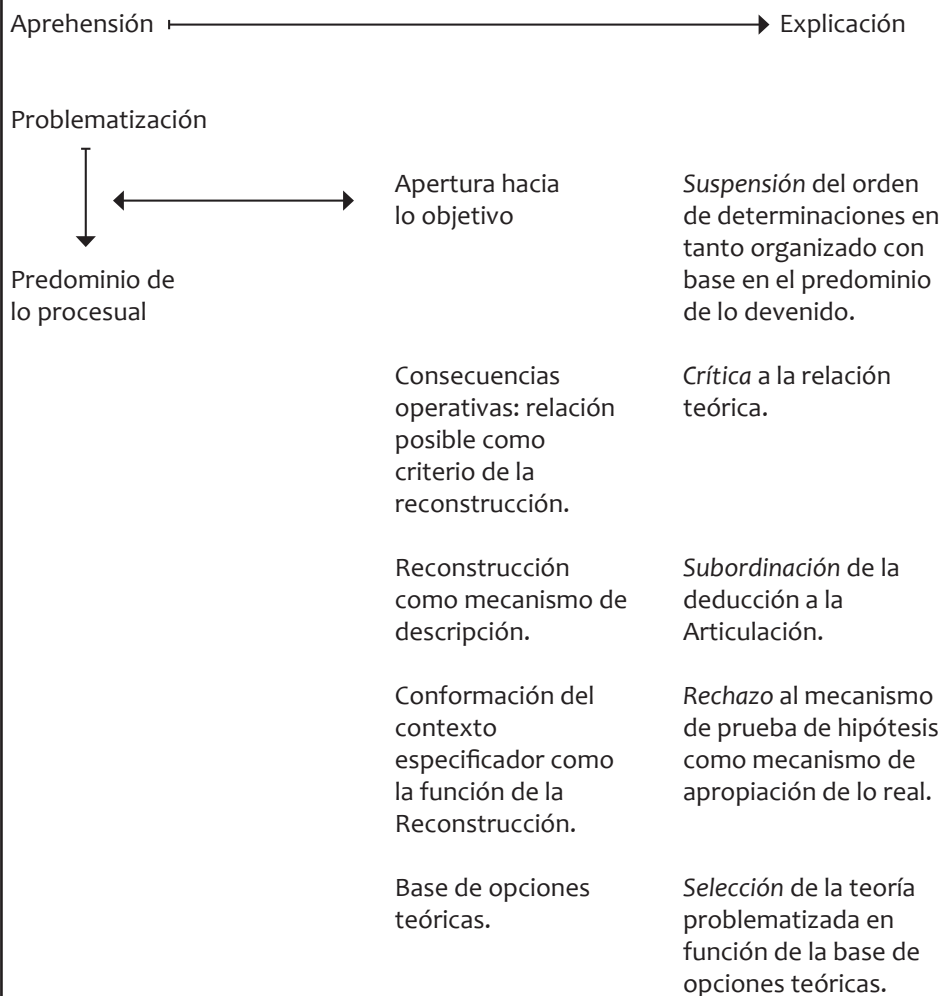 Aprehensión
Explicación
Problematización
Predominio de
lo procesual
Apertura hacia
lo objetivo
Suspensión del orden
de determinaciones en
tanto organizado con
base en el predominio
de lo devenido.
Consecuencias
operativas: relación
posible como
criterio de la
reconstrucción.
Crítica a la relación
teórica.
Reconstrucción
como mecanismo de
descripción.
Subordinación de la
deducción a la
Articulación.
Conformación del
contexto
especificador como
la función de la
Reconstrucción.
Rechazo al mecanismo
de prueba de hipótesis
como mecanismo de
apropiación de lo real.
Base de opciones
teóricas.
Selección de la teoría
problematizada en
función de la base de
opciones teóricas.